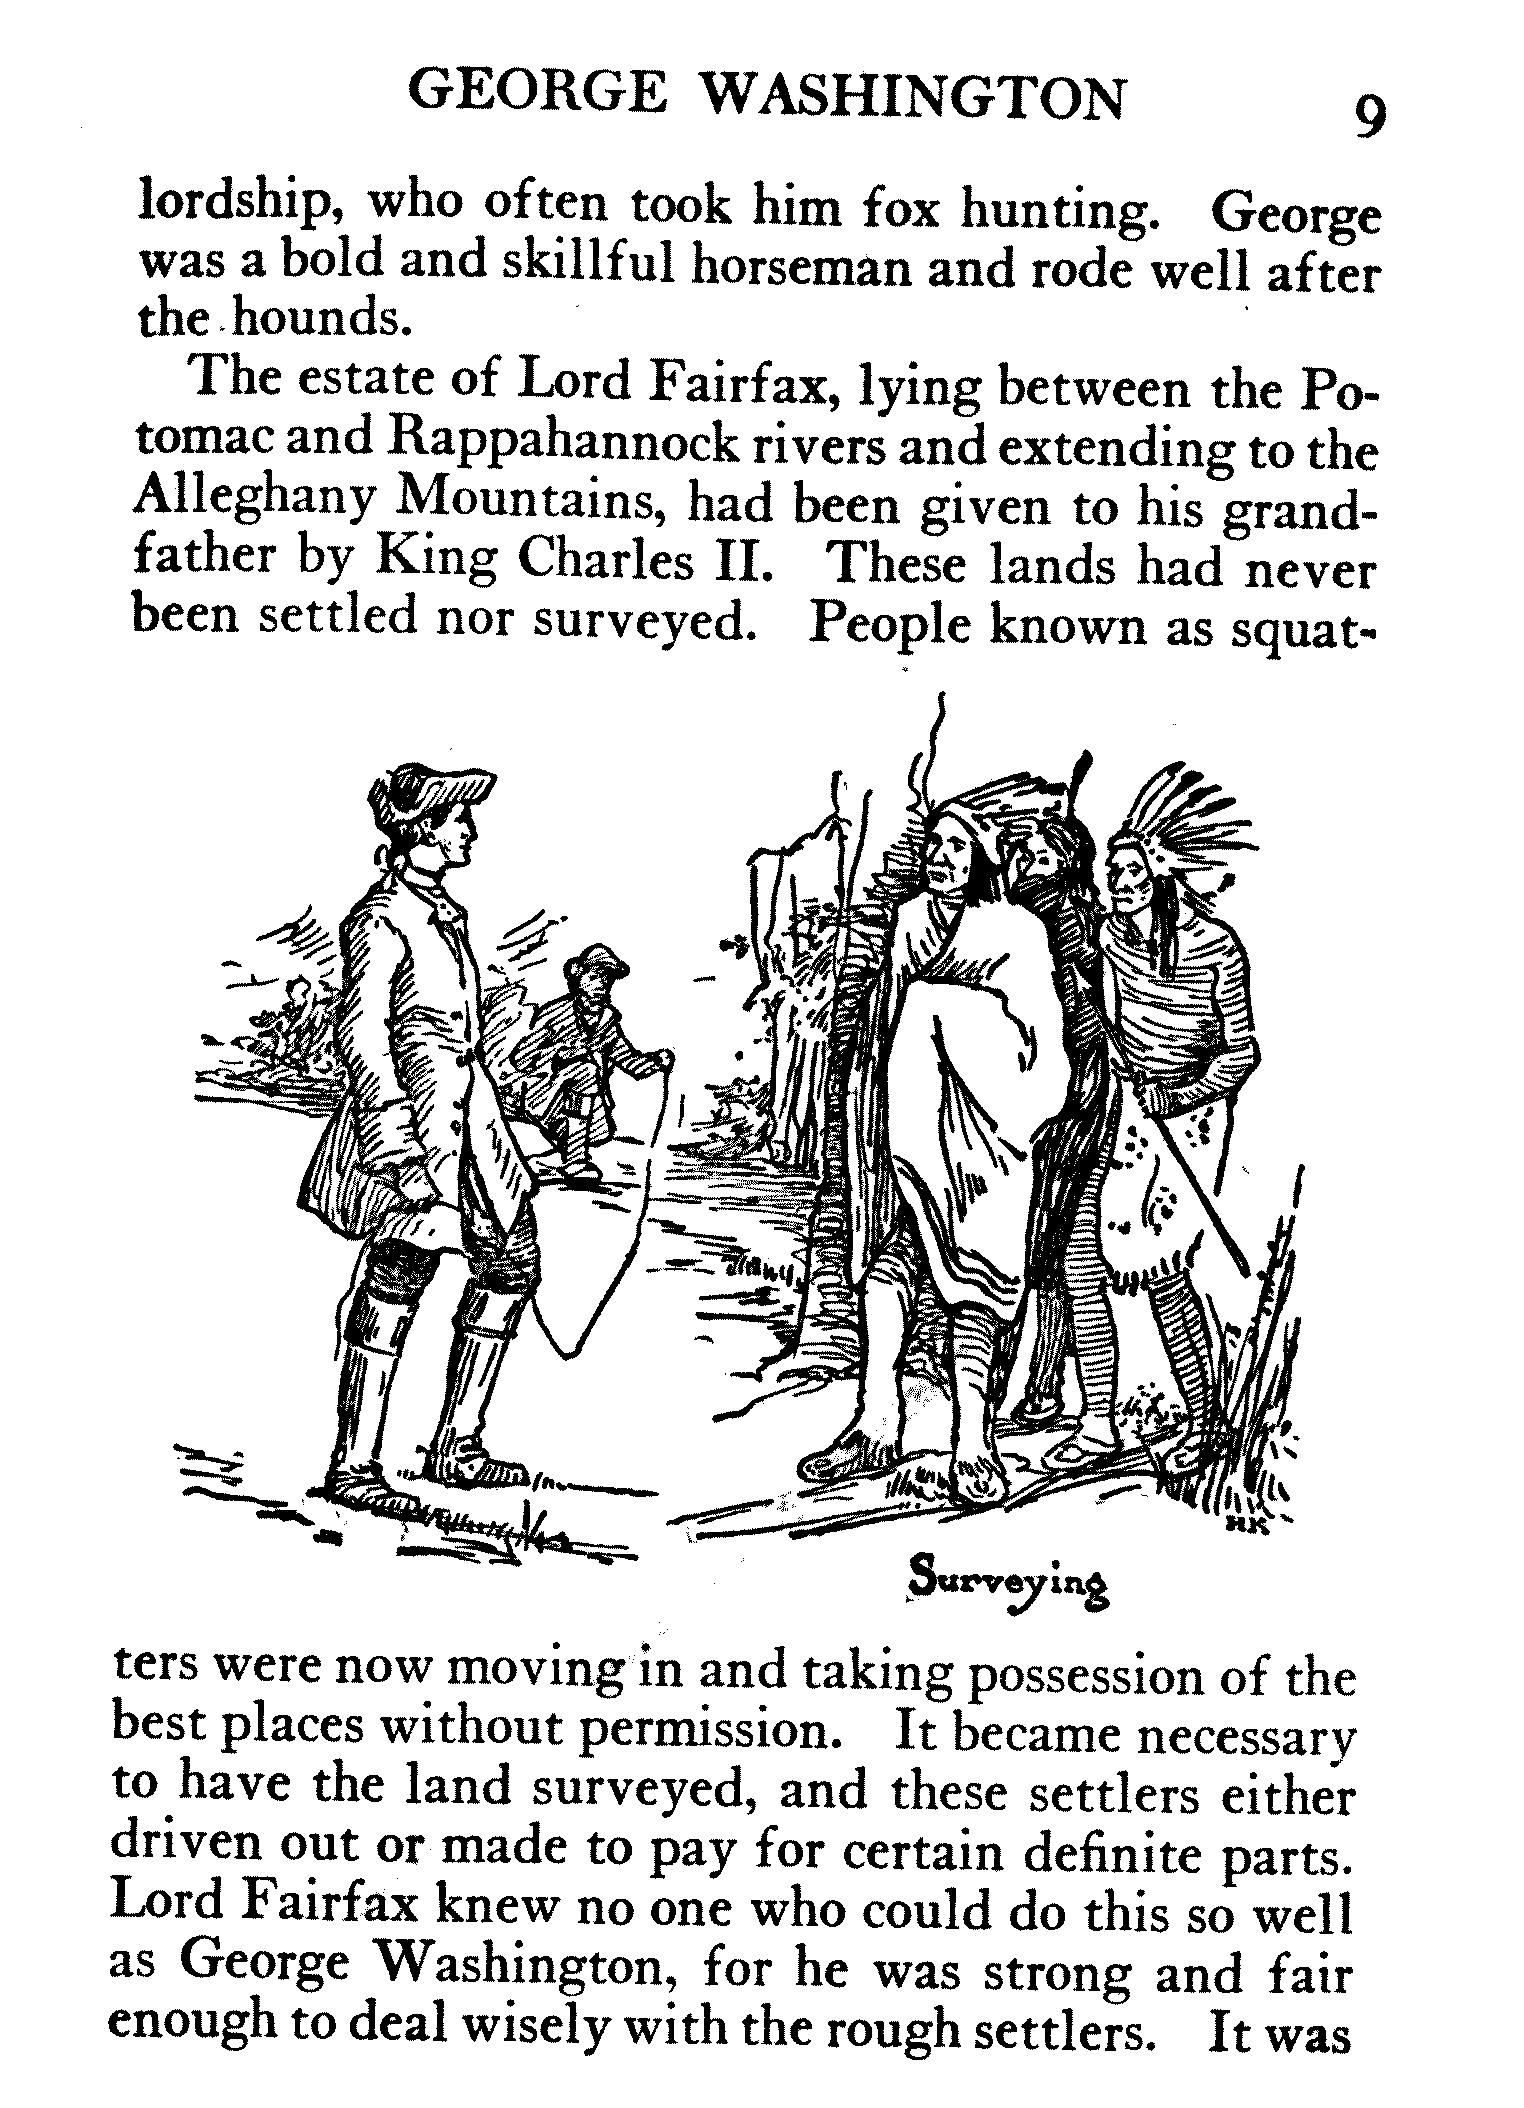 GEORGE WASHINGTON 9
lordship, who often took him fox hunting. George
was a bold and skillful horseman and rode well after
the hounds.
The estate of Lord Fairfax, lying between the Po-
tomac and Rappahannock rivers and extending to the
Alleghany Mountains, had been given to his grand-
father by King Charles II. These lands had never
been settled nor surveyed. People known as squat-
HK
Surveying
ters were now moving in and taking possession of the
best places without permission. It became necessary
to have the land surveyed, and these settlers either
driven out or made to pay for certain definite parts.
Lord Fairfax knew no one who could do this so well
as George Washington, for he was strong and fair
enough to deal wisely with the rough settlers. It was